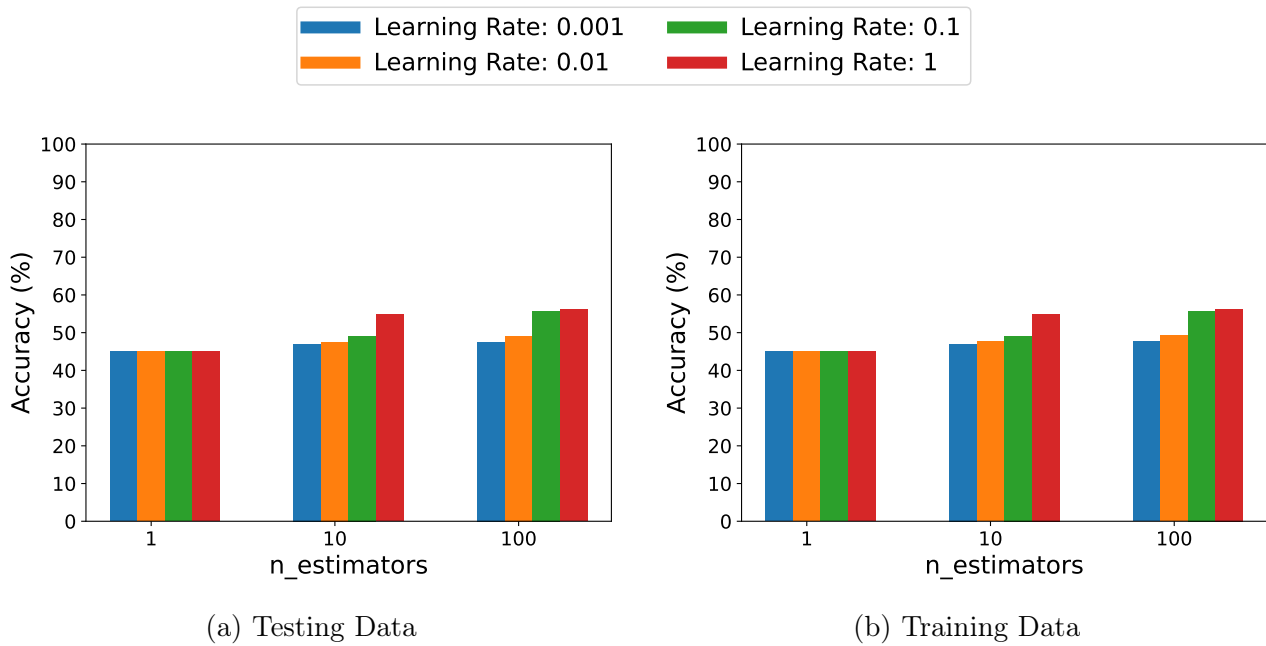 Learning Rate: 0.001
Learning Rate: 0.01
Learning Rate: 0.1
Learning Rate: 1
100
90
80
70
60
50
40
30
20
10
0
Accuracy (%)
1 10 100
n_estimators
(a) Testing Data
100
90
80
70
60
50
40
30
20
10
0
Accuracy (%)
1 10 100
n_estimators
(b) Training Data